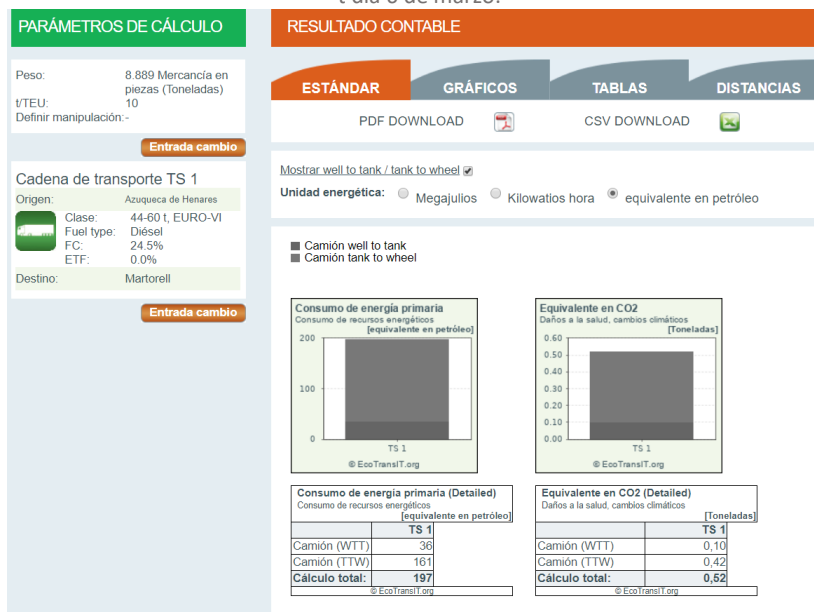 t día 6 de marzo.
PARÁMETROS DE CÁLCULO
RESULTADO CONTABLE
Peso: 8.889 Mercancía en
piezas (Toneladas)
t/TEU: 10
Definir manipulación:-
Entrada cambio
Cadena de transporte TS 1
Origen: Azuqueca de Henares
Clase: 44-60 t, EURO-VI
Fuel type: Diésel
FC: 24.5%
ETF: 0.0%
Destino: Martorell
Entrada cambio
ESTÁNDAR GRÁFICOS TABLAS DISTANCIAS
PDF DOWNLOAD CSV DOWNLOAD
Mostrar well to tank / tank to wheel
Unidad energética: Megajulios Kilowatios hora equivalente en petróleo
Camión well to tank
Camión tank to wheel
Consumo de energía primaria
Consumo de recursos energéticos
[equivalente en petróleo]
200
100
0
TS 1
© EcoTransIT.org
Equivalente en CO2
Daños a la salud, cambios climáticos
[Toneladas]
0.60
0.50
0.40
0.30
0.20
0.10
0.00
TS 1
© EcoTransIT.org
Consumo de energía primaria (Detailed)
Consumo de recursos energéticos
[equivalente en petróleo]
TS 1
Camión (WTT) 36
Camión (TTW) 161
Cálculo total: 197
© EcoTransIT.org
Equivalente en CO2 (Detailed)
Daños a la salud, cambios climáticos
[Toneladas]
TS 1
Camión (WTT) 0,10
Camión (TTW) 0,42
Cálculo total: 0,52
© EcoTransIT.org